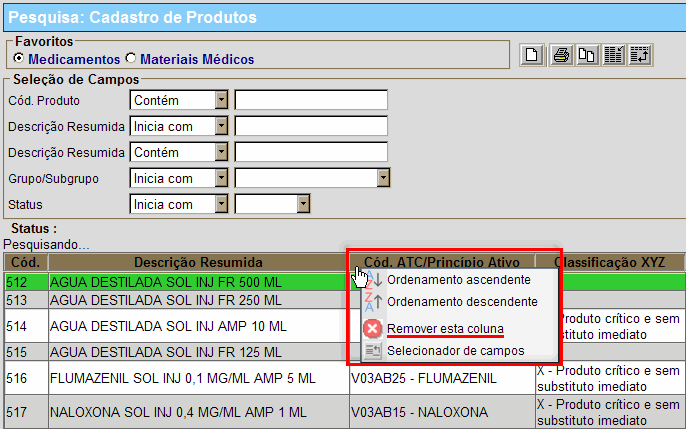 Pesquisa: Cadastro de Produtos
Favoritos
Medicamentos Materiais Médicos
Seleção de Campos
Cód. Produto Contém
Descrição Resumida Inicia com
Descrição Resumida Contém
Grupo/Subgrupo Inicia com
Status Inicia com
Status :
Pesquisando...
Cód. Descrição Resumida Cód. ATC/Princípio Ativo Classificação XYZ
512 AGUA DESTILADA SOL INJ FR 500 ML
Ordenamento ascendente
513 AGUA DESTILADA SOL INJ FR 250 ML
Ordenamento descendente
514 AGUA DESTILADA SOL INJ AMP 10 ML
- Produto crítico e sem
stituto imediato
Remover esta coluna
515 AGUA DESTILADA SOL INJ FR 125 ML
Selecionador de campos
516 FLUMAZENIL SOL INJ 0,1 MG/ML AMP 5 ML V03AB25 - FLUMAZENIL X - Produto crítico e sem
substituto imediato
517 NALOXONA SOL INJ 0,4 MG/ML AMP 1 ML V03AB15 - NALOXONA X - Produto crítico e sem
substituto imediato